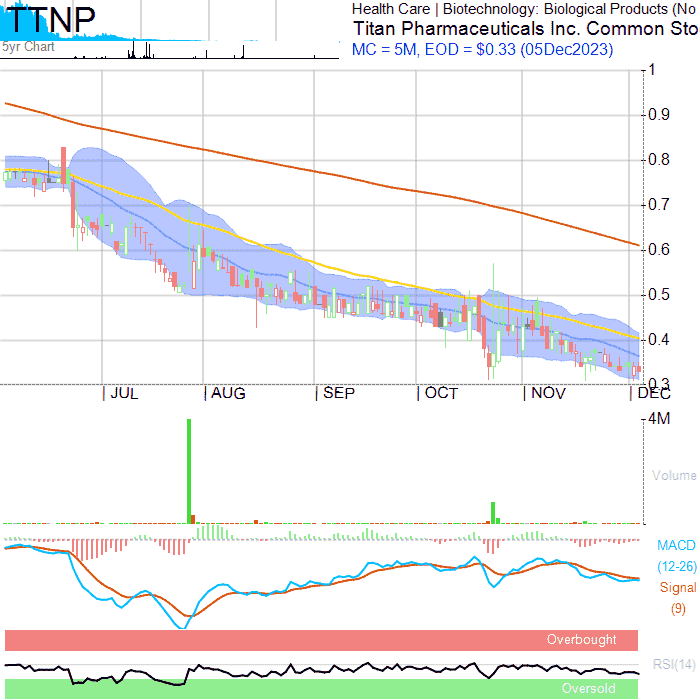 TTNP
Health Care | Biotechnology: Biological Products (No
Titan Pharmaceuticals Inc. Common Sto
5yr Chart
MC = 5M, EOD = $0.33 (05Dec2023)
1
0.9
0.8
0.7
0.6
0.5
0.4
0.3
JUL AUG SEP OCT NOV DEC
4M
Volume
MACD
(12-26)
Signal
(9)
Overbought
RSI(14)
Oversold